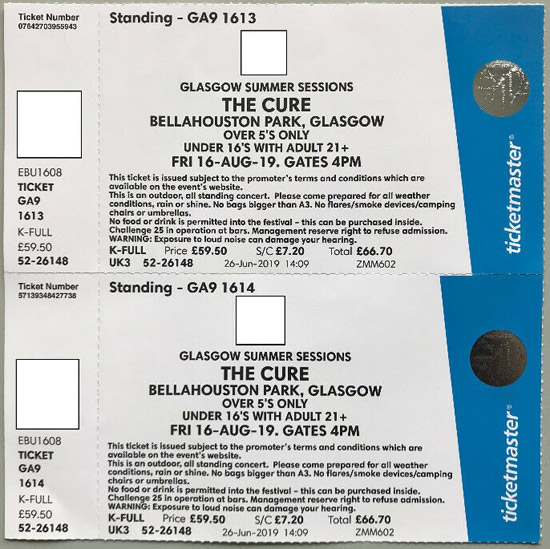 Ticket Number
07642703955943
EBU1608
TICKET
GA9
1613
K-FULL
£59.50
52-26148
Standing - GA9 1613
GLASGOW SUMMER SESSIONS
THE CURE
BELLAHOUSTON PARK, GLASGOW
OVER 5'S ONLY
UNDER 16'S WITH ADULT 21+
FRI 16-AUG-19. GATES 4PM
This ticket is issued subject to the promoter's terms and conditions which are
available on the event's website.
This is an outdoor, all standing concert. Please come prepared for all weather
conditions, rain or shine. No bags bigger than A3. No flares/smoke devices/camping
chairs or umbrellas.
No food or drink is permitted into the festival - this can be purchased inside.
Challenge 25 in operation at bars. Management reserve right to refuse admission.
WARNING: Exposure to loud noise can damage your hearing.
K-FULL Price £59.50 S/C £7.20 Total £66.70
UK3 52-26148 26-Jun-2019 14:09 ZMM602
ticketmaster®
Ticket Number
57139348427738
EBU1608
TICKET
GA9
1614
K-FULL
£59.50
52-26148
Standing - GA9 1614
GLASGOW SUMMER SESSIONS
THE CURE
BELLAHOUSTON PARK, GLASGOW
OVER 5'S ONLY
UNDER 16'S WITH ADULT 21+
FRI 16-AUG-19. GATES 4PM
This ticket is issued subject to the promoter's terms and conditions which are
available on the event's website.
This is an outdoor, all standing concert. Please come prepared for all weather
conditions, rain or shine. No bags bigger than A3. No flares/smoke devices/camping
chairs or umbrellas.
No food or drink is permitted into the festival - this can be purchased inside.
Challenge 25 in operation at bars. Management reserve right to refuse admission.
WARNING: Exposure to loud noise can damage your hearing.
K-FULL Price £59.50 S/C £7.20 Total £66.70
UK3 52-26148 26-Jun-2019 14:09 ZMM602
ticketmaster®